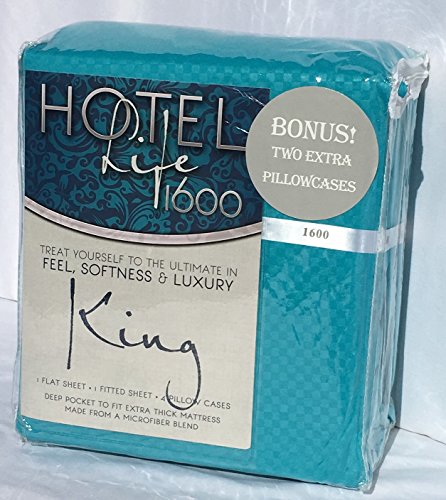 HOTEL
Life
1600
TREAT YOURSELF TO THE ULTIMATE IN
FEEL, SOFTNESS & LUXURY
King
1 FLAT SHEET • 1 FITTED SHEET • 4 PILLOW CASES
DEEP POCKET TO FIT EXTRA THICK MATTRESS
MADE FROM A MICROFIBER BLEND
BONUS!
TWO EXTRA
PILLOWCASES
1600